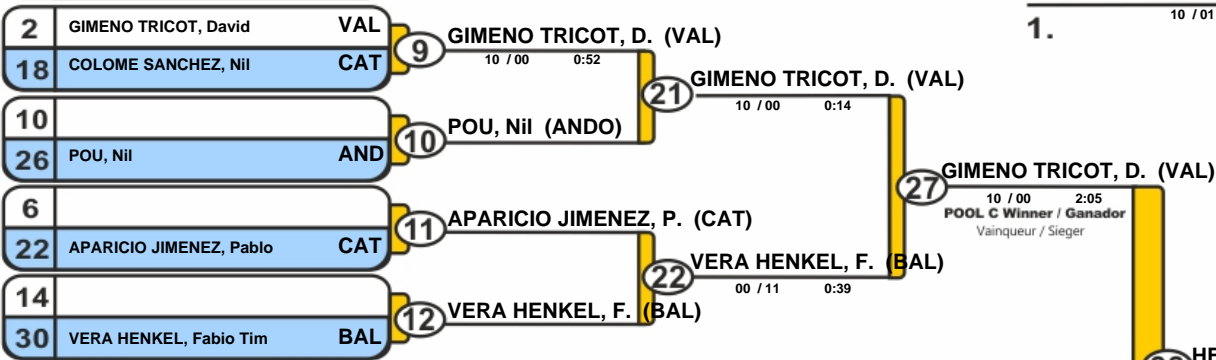 10 / 01
1.
2 GIMENO TRICOT, David VAL
18 COLOME SANCHEZ, Nil CAT
9 GIMENO TRICOT, D. (VAL)
10 / 00 0:52
10
26 POU, Nil AND
10 POU, Nil (ANDO)
21 GIMENO TRICOT, D. (VAL)
10 / 00 0:14
6
22 APARICIO JIMENEZ, Pablo CAT
11 APARICIO JIMENEZ, P. (CAT)
14
30 VERA HENKEL, Fabio Tim BAL
12 VERA HENKEL, F. (BAL)
22 VERA HENKEL, F. (BAL)
00 / 11 0:39
27 GIMENO TRICOT, D. (VAL)
10 / 00 2:05
POOL C Winner / Ganador
Vainqueur / Sieger